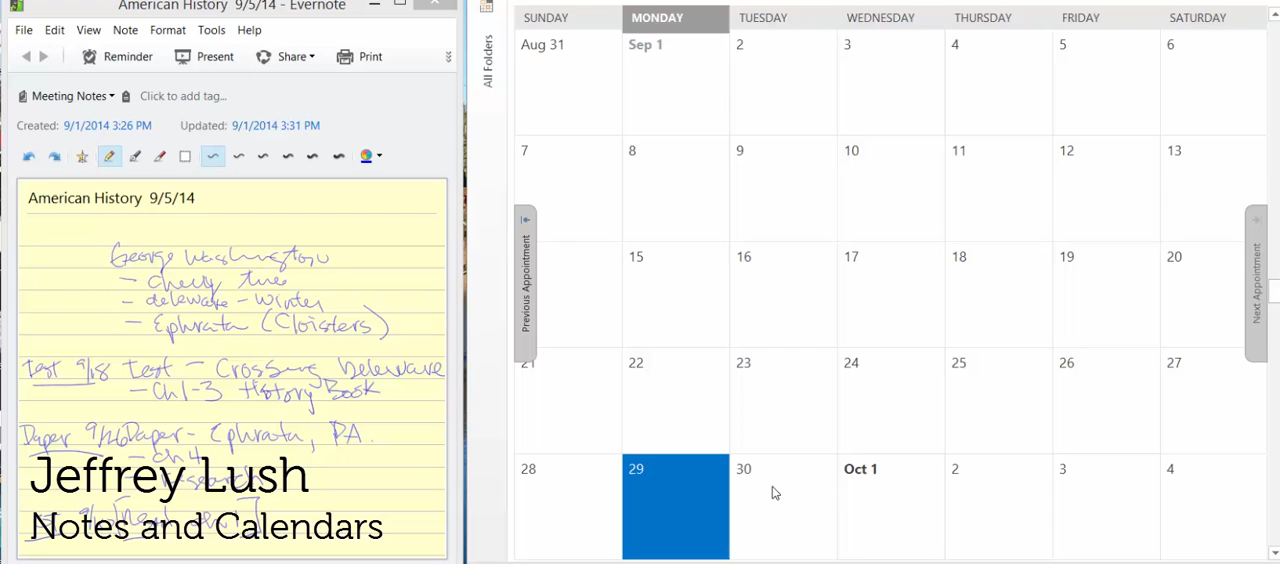 American History 9/5/14 - Evernote
File Edit View Note Format Tools Help
Reminder Present Share Print
Meeting Notes Click to add tag...
Created: 9/1/2014 3:26 PM Updated: 9/1/2014 3:31 PM
American History 9/5/14
George Washington
- cherry tree
- deleware - winter
- Ephrata (Cloisters)
Test 9/18 Test - Crossing Deleware
- Ch 1-3 History Book
Paper 9/26 Paper - Ephrata, PA.
- ch 4
- Research
Jeffrey Lush
Notes and Calendars
All Folders
SUNDAY MONDAY TUESDAY WEDNESDAY THURSDAY FRIDAY SATURDAY
Aug 31 Sep 1 2 3 4 5 6
7 8 9 10 11 12 13
15 16 17 18 19 20
21 22 23 24 25 26 27
28 29 30 Oct 1 2 3 4
Previous Appointment
Next Appointment